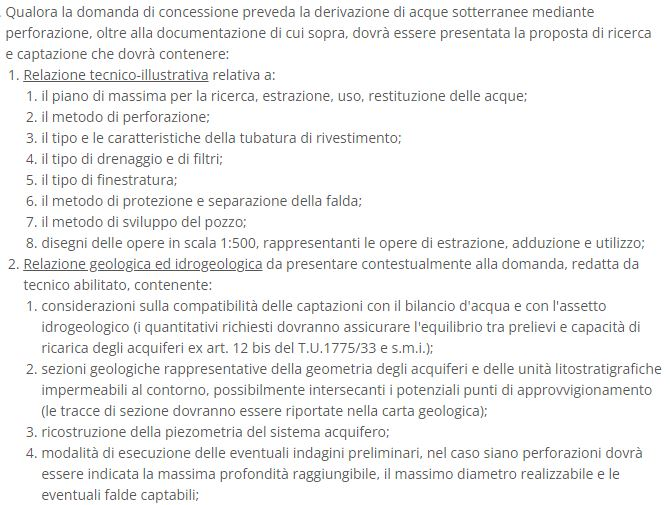 . Qualora la domanda di concessione preveda la derivazione di acque sotterranee mediante
perforazione, oltre alla documentazione di cui sopra, dovrà essere presentata la proposta di ricerca
e captazione che dovrà contenere:
1. Relazione tecnico-illustrativa relativa a:
1. il piano di massima per la ricerca, estrazione, uso, restituzione delle acque;
2. il metodo di perforazione;
3. il tipo e le caratteristiche della tubatura di rivestimento;
4. il tipo di drenaggio e di filtri;
5. il tipo di finestratura;
6. il metodo di protezione e separazione della falda;
7. il metodo di sviluppo del pozzo;
8. disegni delle opere in scala 1:500, rappresentanti le opere di estrazione, adduzione e utilizzo;
2. Relazione geologica ed idrogeologica da presentare contestualmente alla domanda, redatta da
tecnico abilitato, contenente:
1. considerazioni sulla compatibilità delle captazioni con il bilancio d'acqua e con l'assetto
idrogeologico (i quantitativi richiesti dovranno assicurare l'equilibrio tra prelievi e capacità di
ricarica degli acquiferi ex art. 12 bis del T.U.1775/33 e s.m.i.);
2. sezioni geologiche rappresentative della geometria degli acquiferi e delle unità litostratigrafiche
impermeabili al contorno, possibilmente intersecanti i potenziali punti di approvvigionamento
(le tracce di sezione dovranno essere riportate nella carta geologica);
3. ricostruzione della piezometria del sistema acquifero;
4. modalità di esecuzione delle eventuali indagini preliminari, nel caso siano perforazioni dovrà
essere indicata la massima profondità raggiungibile, il massimo diametro realizzabile e le
eventuali falde captabili;